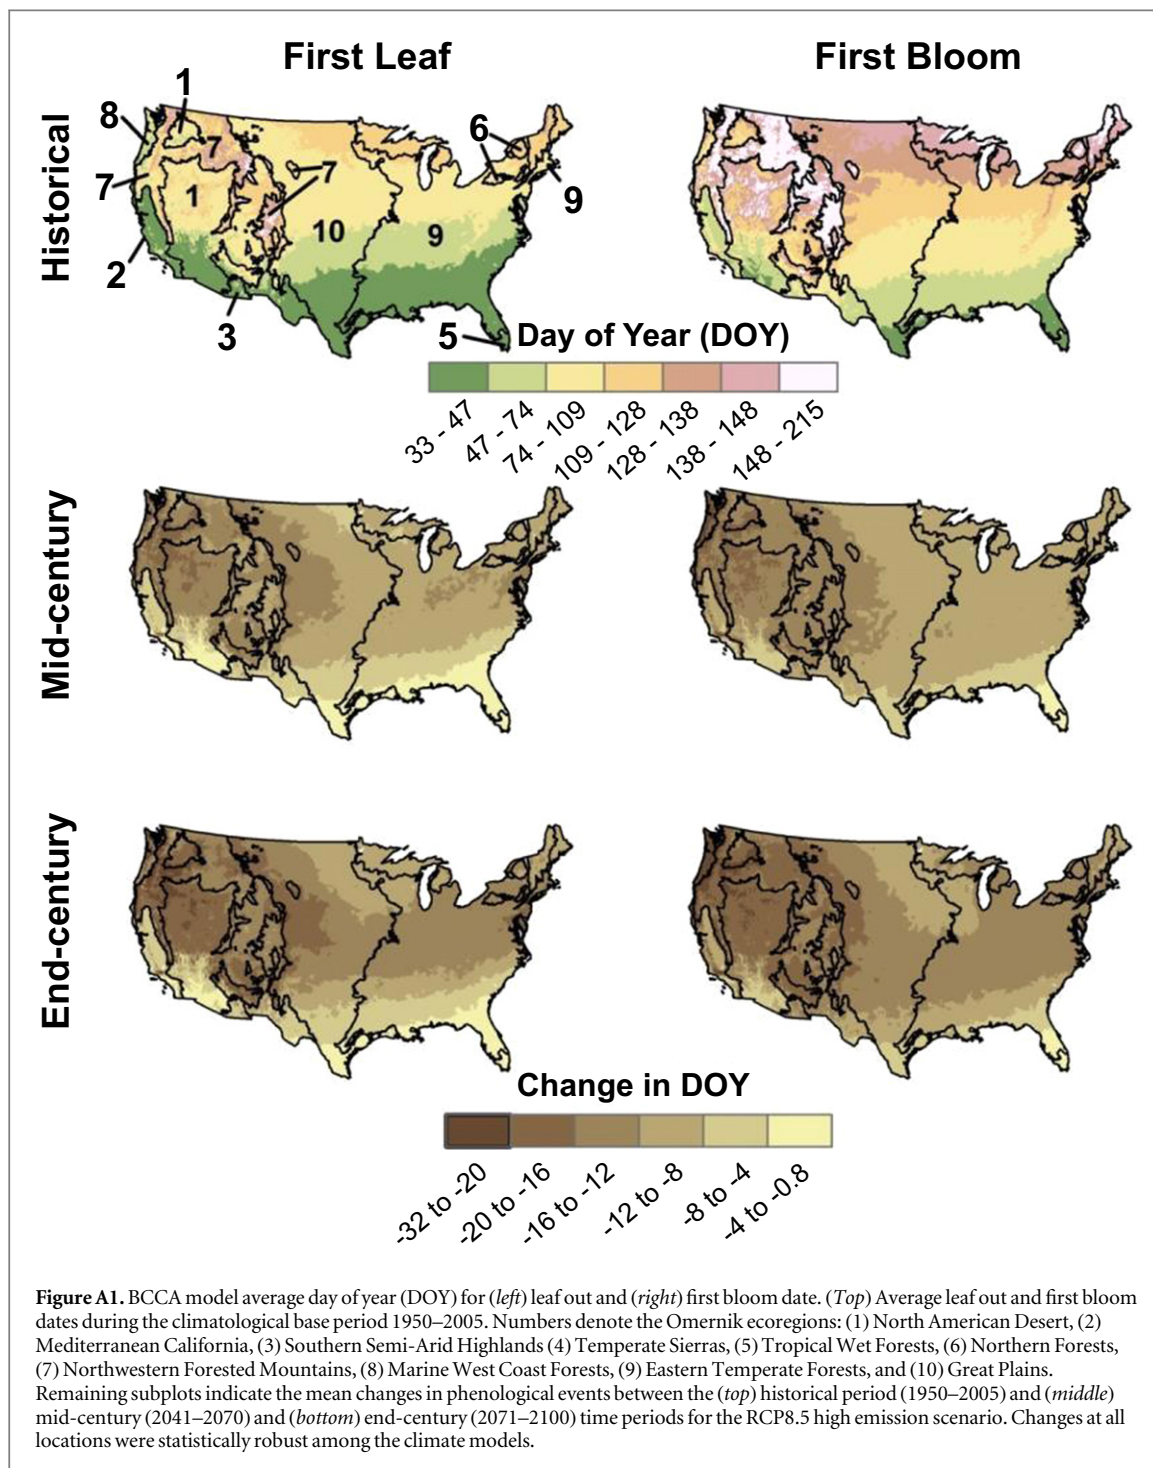 First Leaf
First Bloom
Historical
1
8
7
7
1
2
3
7
10
9
6
9
5
Day of Year (DOY)
33 - 47
47 - 74
74 - 109
109 - 128
128 - 138
138 - 148
148 - 215
Mid-century
End-century
Change in DOY
-32 to -20
-20 to -16
-16 to -12
-12 to -8
-8 to -4
-4 to -0.8
Figure A1. BCCA model average day of year (DOY) for (left) leaf out and (right) first bloom date. (Top) Average leaf out and first bloom
dates during the climatological base period 1950–2005. Numbers denote the Omernik ecoregions: (1) North American Desert, (2)
Mediterranean California, (3) Southern Semi-Arid Highlands (4) Temperate Sierras, (5) Tropical Wet Forests, (6) Northern Forests,
(7) Northwestern Forested Mountains, (8) Marine West Coast Forests, (9) Eastern Temperate Forests, and (10) Great Plains.
Remaining subplots indicate the mean changes in phenological events between the (top) historical period (1950–2005) and (middle)
mid-century (2041–2070) and (bottom) end-century (2071–2100) time periods for the RCP8.5 high emission scenario. Changes at all
locations were statistically robust among the climate models.